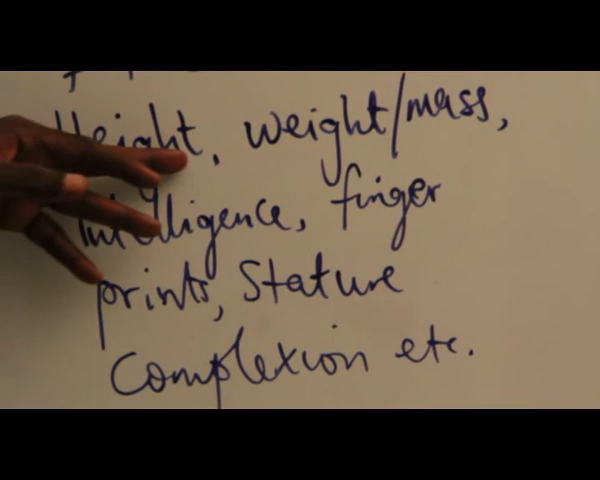 Height, weight/mass,
Intelligence, finger
prints, Stature
Complexion etc.